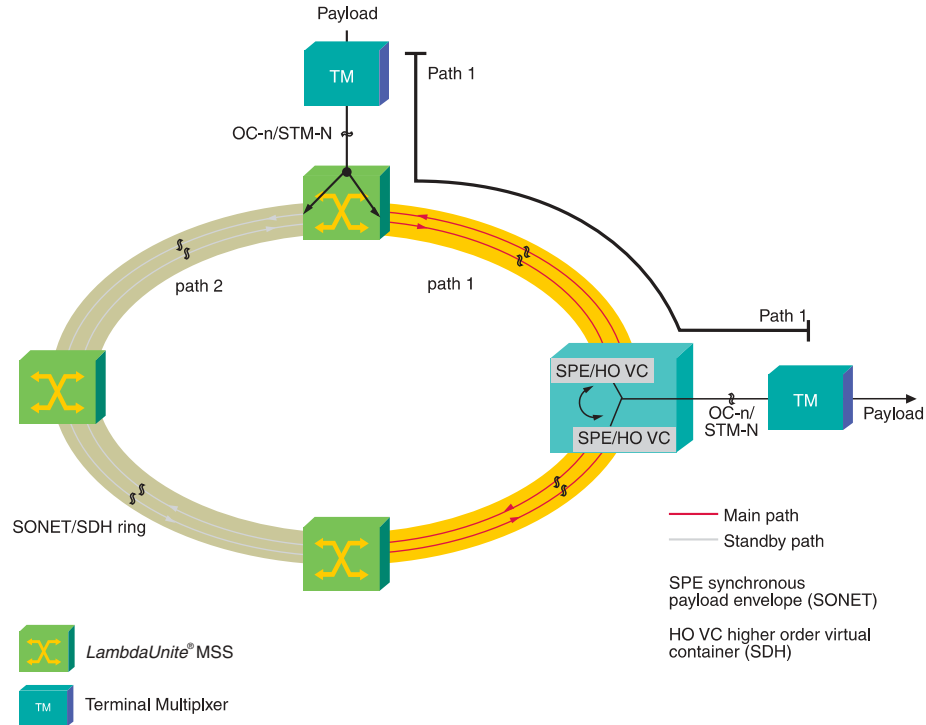 Payload
TM
Path 1
OC-n/STM-N
path 2
path 1
Path 1
SPE/HO VC
SPE/HO VC
OC-n/
STM-N
TM
Payload
SONET/SDH ring
Main path
Standby path
SPE synchronous
payload envelope (SONET)
HO VC higher order virtual
container (SDH)
LambdaUnite® MSS
TM
Terminal Multiplxer